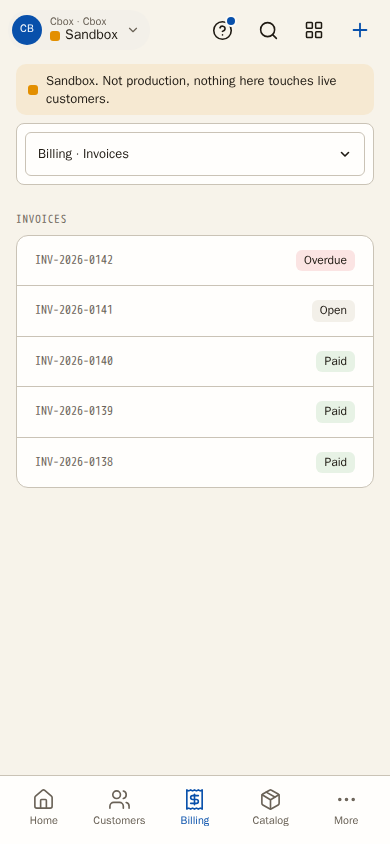 CB
Cbox · Cbox
Sandbox
Sandbox. Not production, nothing here touches live
customers.
Billing · Invoices
INVOICES
INV-2026-0142 Overdue
INV-2026-0141 Open
INV-2026-0140 Paid
INV-2026-0139 Paid
INV-2026-0138 Paid
Home Customers Billing Catalog More